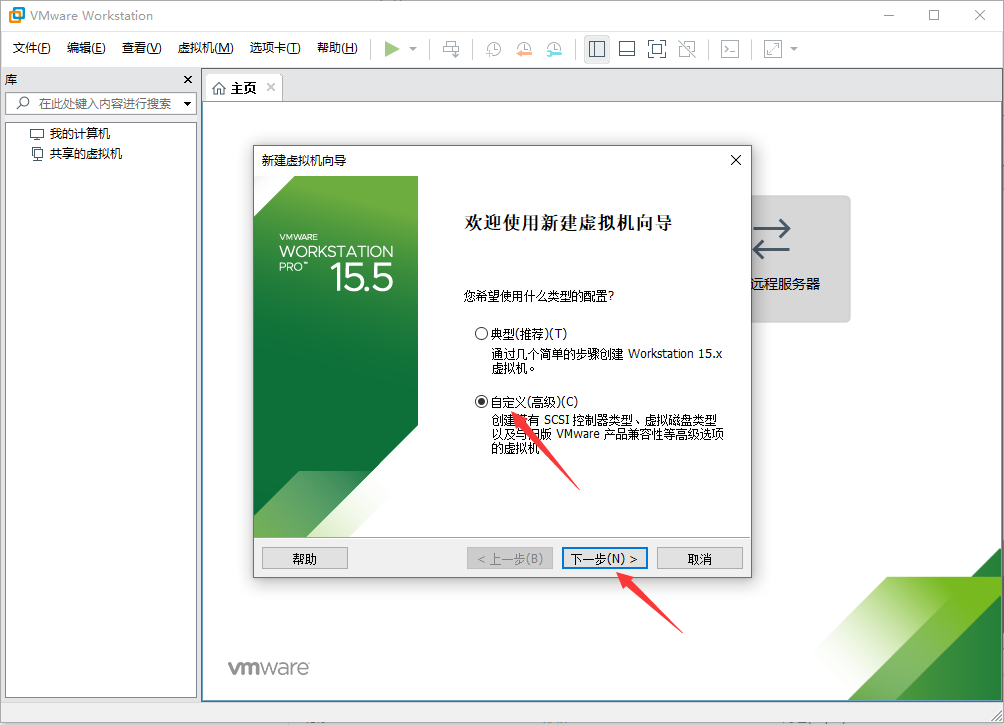 VMware Workstation
文件(F) 编辑(E) 查看(V) 虚拟机(M) 选项卡(T) 帮助(H)
库
在此处键入内容进行搜索
我的计算机
共享的虚拟机
主页
新建虚拟机向导
VMWARE
WORKSTATION
PRO™ 15.5
欢迎使用新建虚拟机向导
您希望使用什么类型的配置?
典型(推荐)(T)
通过几个简单的步骤创建 Workstation 15.x
虚拟机。
自定义(高级)(C)
创建带有 SCSI 控制器类型、虚拟磁盘类型
以及与旧版 VMware 产品兼容性等高级选项
的虚拟机
远程服务器
帮助
< 上一步(B)
下一步(N) >
取消
vmware